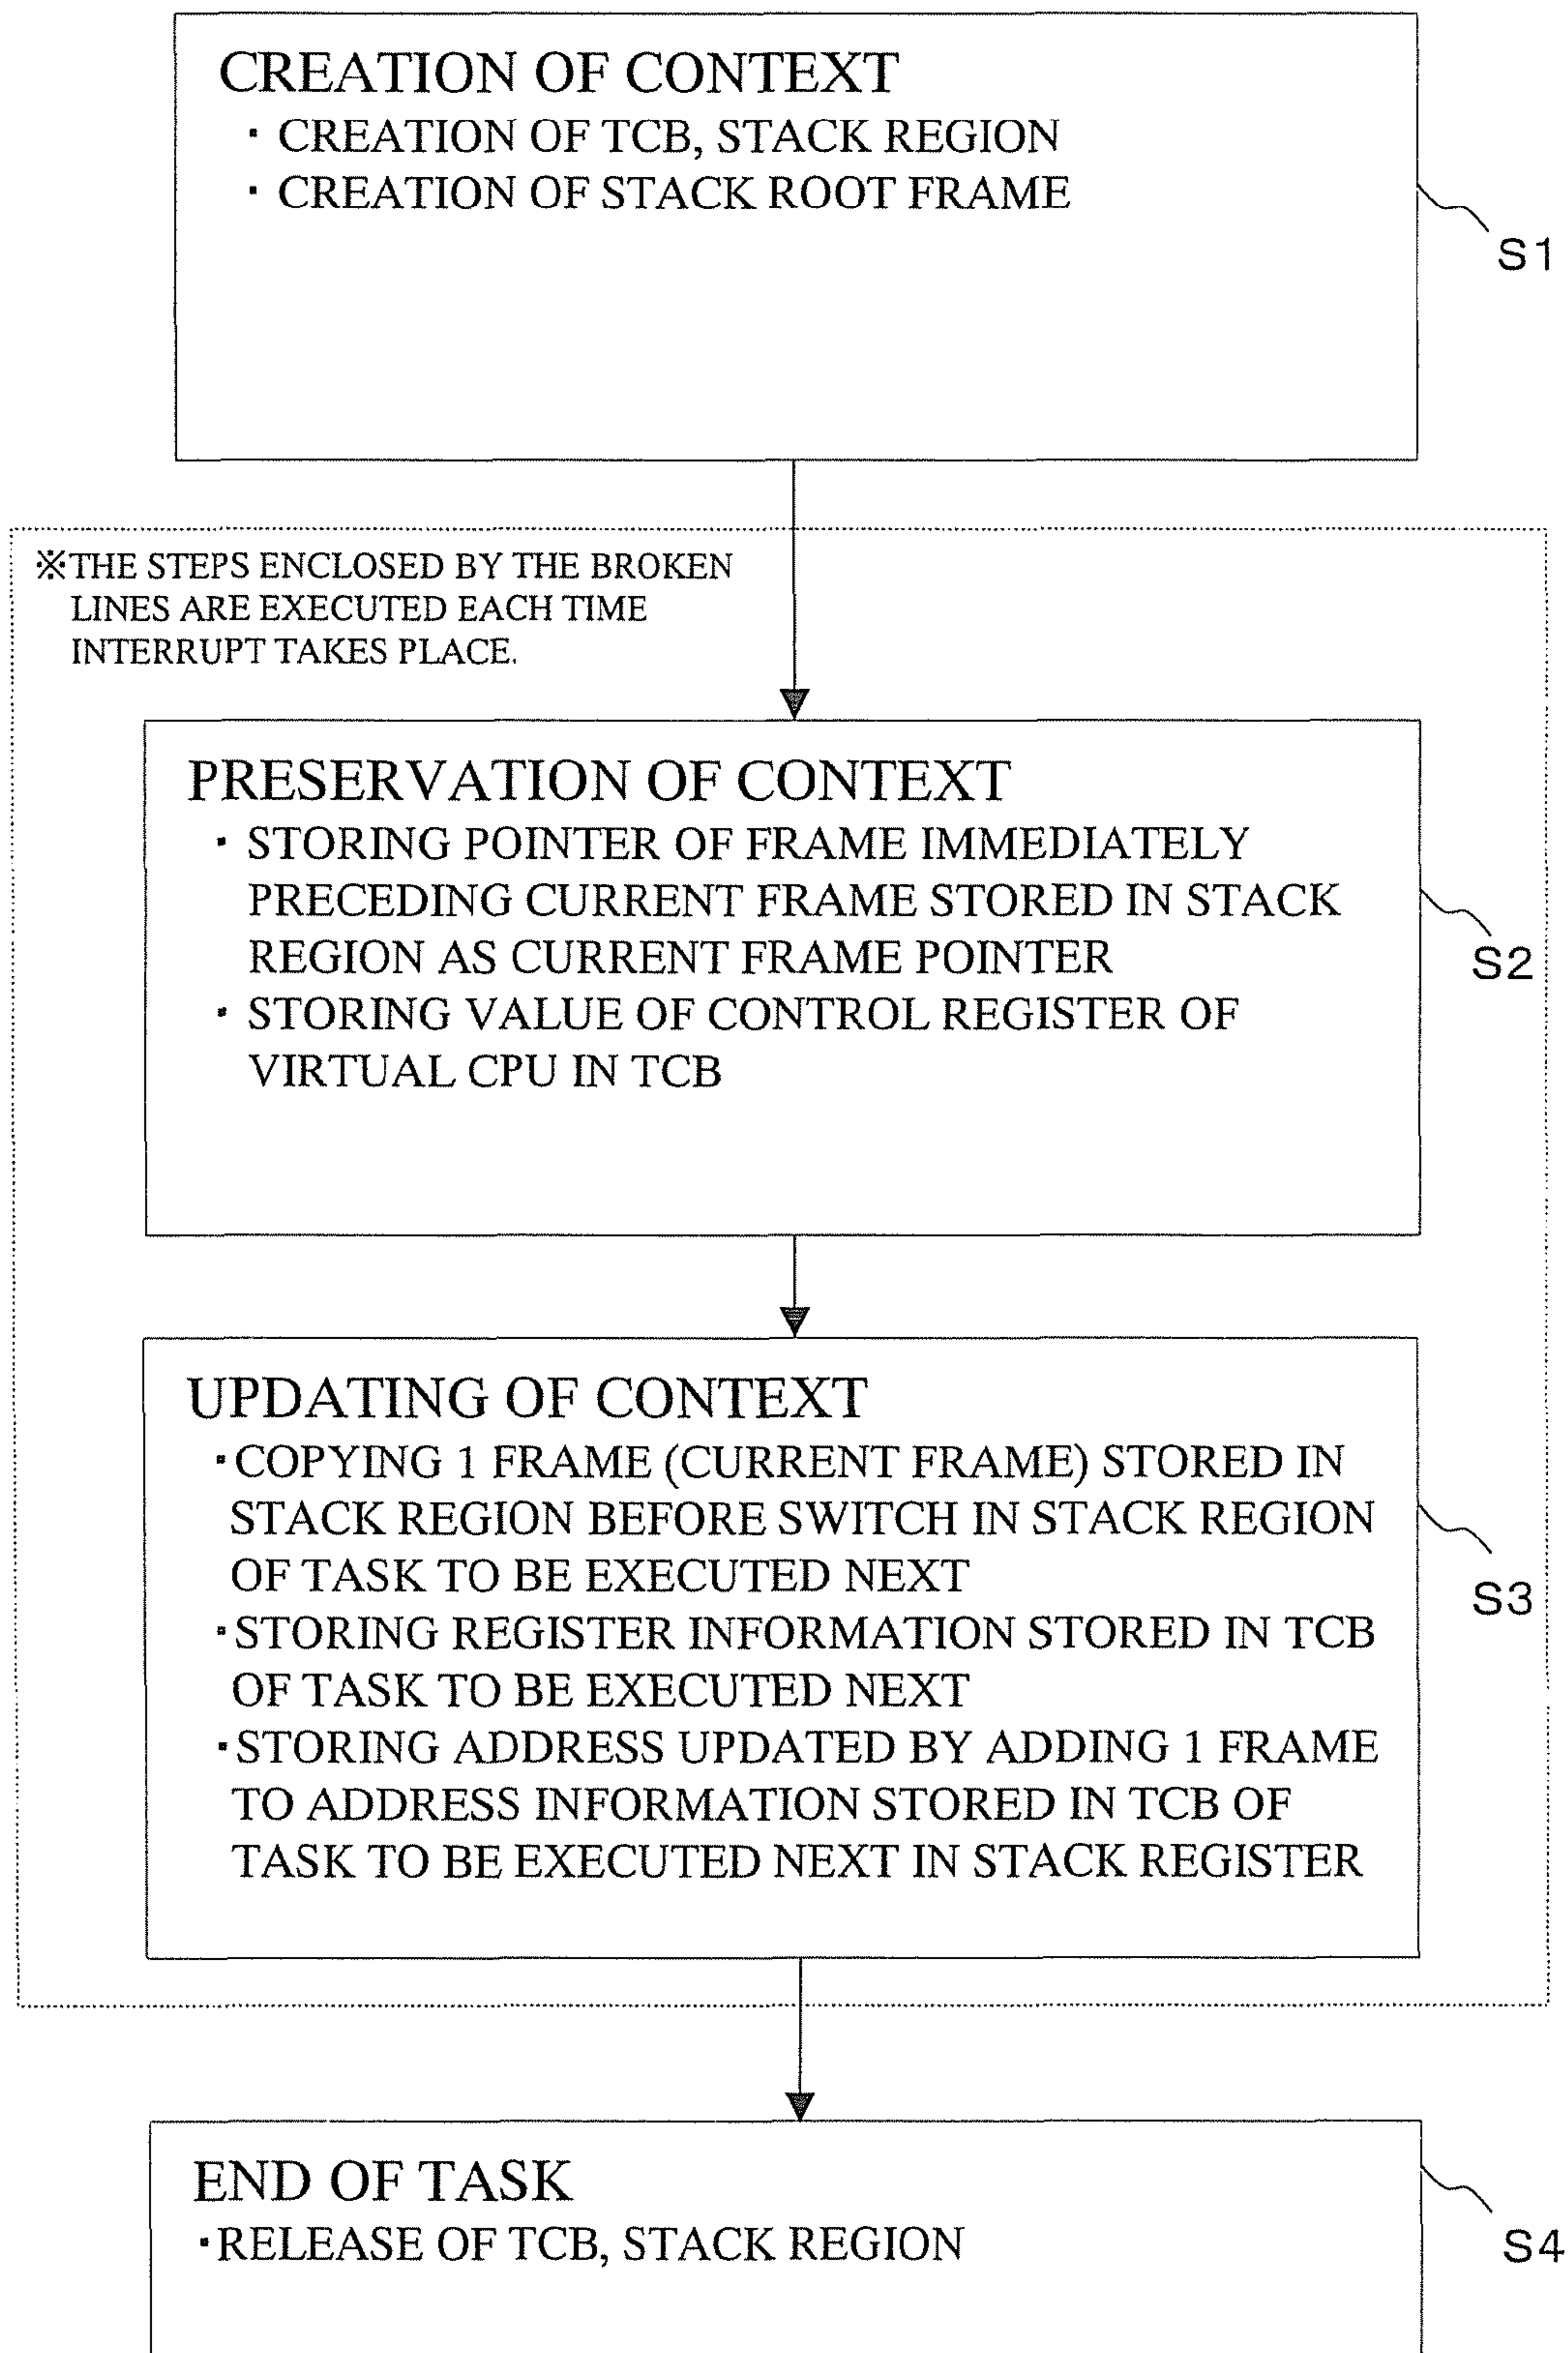 CREATION OF CONTEXT
・ CREATION OF TCB, STACK REGION
・ CREATION OF STACK ROOT FRAME
S1
※THE STEPS ENCLOSED BY THE BROKEN
LINES ARE EXECUTED EACH TIME
INTERRUPT TAKES PLACE.
PRESERVATION OF CONTEXT
・ STORING POINTER OF FRAME IMMEDIATELY
PRECEDING CURRENT FRAME STORED IN STACK
REGION AS CURRENT FRAME POINTER
・ STORING VALUE OF CONTROL REGISTER OF
VIRTUAL CPU IN TCB
S2
UPDATING OF CONTEXT
・COPYING 1 FRAME (CURRENT FRAME) STORED IN
STACK REGION BEFORE SWITCH IN STACK REGION
OF TASK TO BE EXECUTED NEXT
・STORING REGISTER INFORMATION STORED IN TCB
OF TASK TO BE EXECUTED NEXT
・STORING ADDRESS UPDATED BY ADDING 1 FRAME
TO ADDRESS INFORMATION STORED IN TCB OF
TASK TO BE EXECUTED NEXT IN STACK REGISTER
S3
END OF TASK
・RELEASE OF TCB, STACK REGION
S4